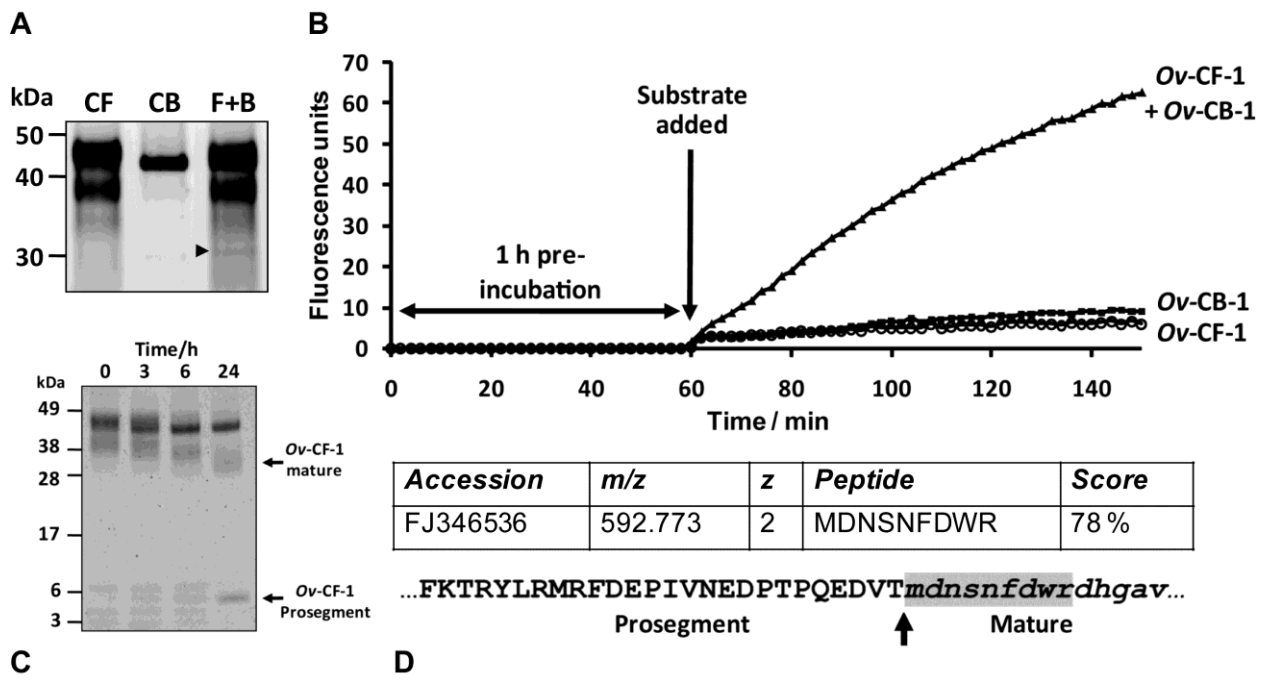 A
kDa CF CB F+B
50
40
30
B
Fluorescence units
70
60
50
40
30
20
10
0
Substrate
added
1 h pre-
incubation
Ov-CF-1
+ Ov-CB-1
Ov-CB-1
Ov-CF-1
0 20 40 60 80 100 120 140
Time / min
Time/h
kDa 0 3 6 24
49
38
28
17
6
3
Ov-CF-1
mature
Ov-CF-1
Prosegment
C
Accession m/z z Peptide Score
FJ346536 592.773 2 MDNSNFDWR 78 %
...FKTRYLRMRFDEPIVNEDPTPQEDVTmdnsnfdwrdhgav...
Prosegment Mature
D